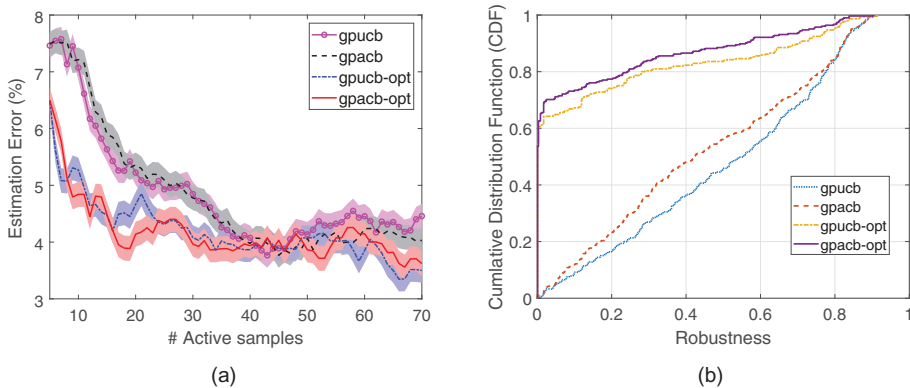 8
7
6
5
4
3
Estimation Error (%)
10
20
30
40
50
60
70
# Active samples
gpucb
gpacb
gpucb-opt
gpacb-opt
(a)
1
0.8
0.6
0.4
0.2
0
Cumulative Distribution Function (CDF)
0
0.2
0.4
0.6
0.8
1
Robustness
gpucb
gpacb
gpucb-opt
gpacb-opt
(b)